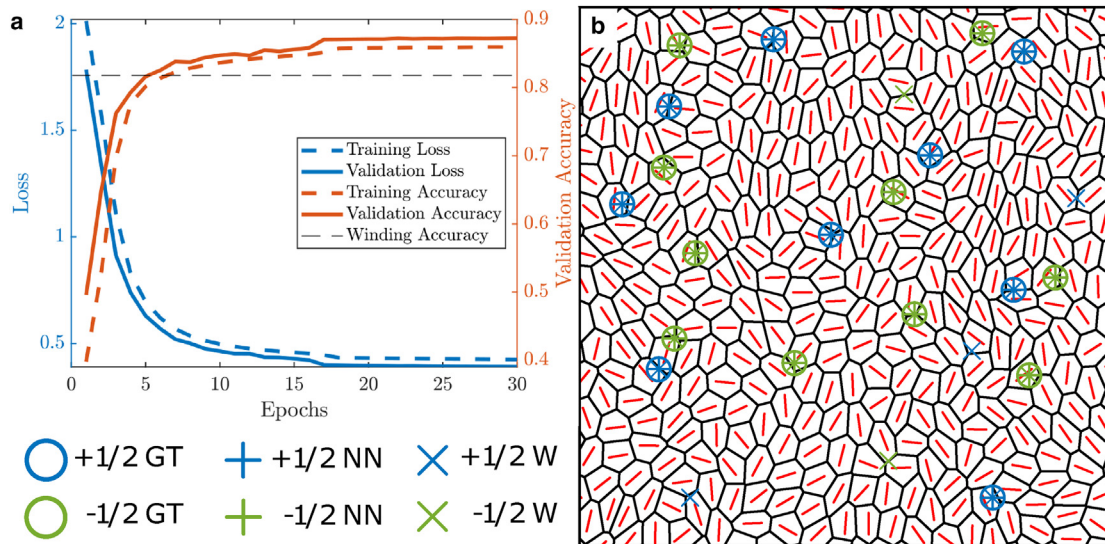 a
b
2
1.5
1
0.5
0.9
0.8
0.7
0.6
0.5
0.4
0
5
10
15
20
25
30
Loss
Validation Accuracy
Epochs
Training Loss
Validation Loss
Training Accuracy
Validation Accuracy
Winding Accuracy
+1/2 GT
+1/2 NN
+1/2 W
-1/2 GT
-1/2 NN
-1/2 W